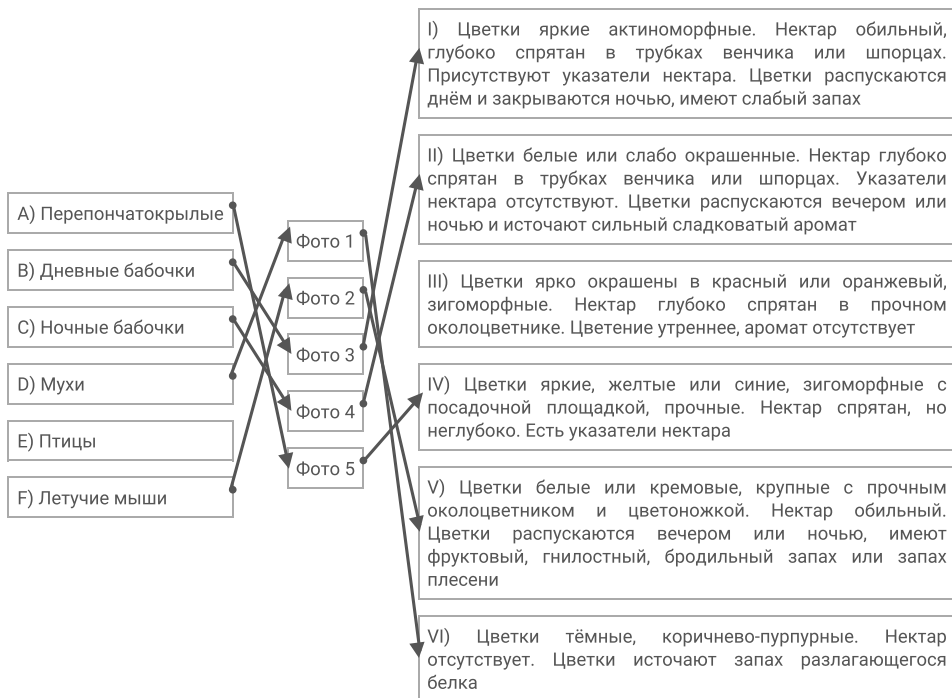 A) Перепончатокрылые
B) Дневные бабочки
C) Ночные бабочки
D) Мухи
E) Птицы
F) Летучие мыши
Фото 1
Фото 2
Фото 3
Фото 4
Фото 5
I) Цветки яркие актиноморфные. Нектар обильный,
глубоко спрятан в трубках венчика или шпорцах.
Присутствуют указатели нектара. Цветки распускаются
днём и закрываются ночью, имеют слабый запах
II) Цветки белые или слабо окрашенные. Нектар глубоко
спрятан в трубках венчика или шпорцах. Указатели
нектара отсутствуют. Цветки распускаются вечером или
ночью и источают сильный сладковатый аромат
III) Цветки ярко окрашены в красный или оранжевый,
зигоморфные. Нектар глубоко спрятан в прочном
околоцветнике. Цветение утреннее, аромат отсутствует
IV) Цветки яркие, желтые или синие, зигоморфные с
посадочной площадкой, прочные. Нектар спрятан, но
неглубоко. Есть указатели нектара
V) Цветки белые или кремовые, крупные с прочным
околоцветником и цветоножкой. Нектар обильный.
Цветки распускаются вечером или ночью, имеют
фруктовый, гнилостный, бродильный запах или запах
плесени
VI) Цветки тёмные, коричнево-пурпурные. Нектар
отсутствует. Цветки источают запах разлагающегося
белка